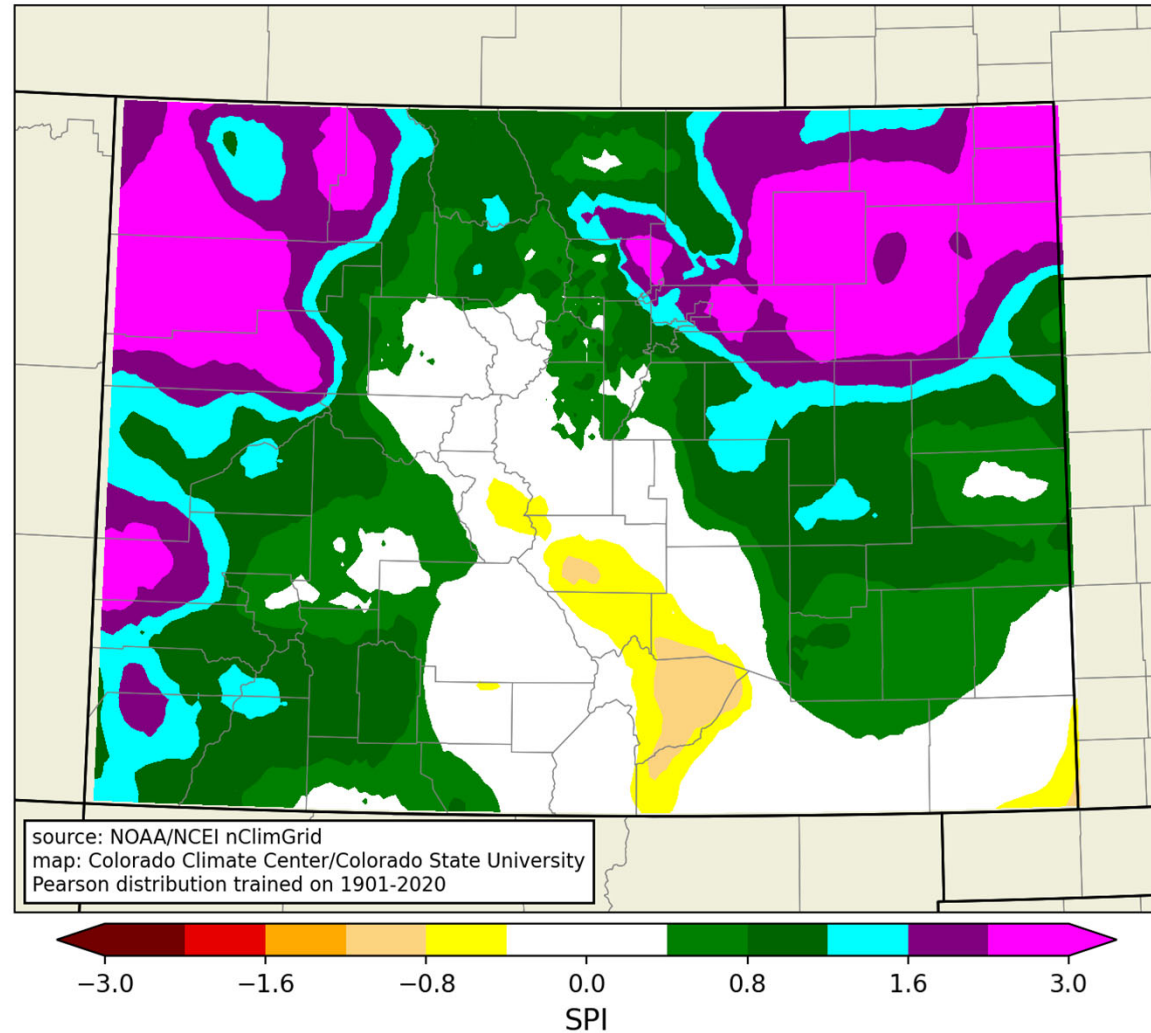 source: NOAA/NCEI nClimGrid
map: Colorado Climate Center/Colorado State University
Pearson distribution trained on 1901-2020
−3.0 −1.6 −0.8 0.0 0.8 1.6 3.0
SPI